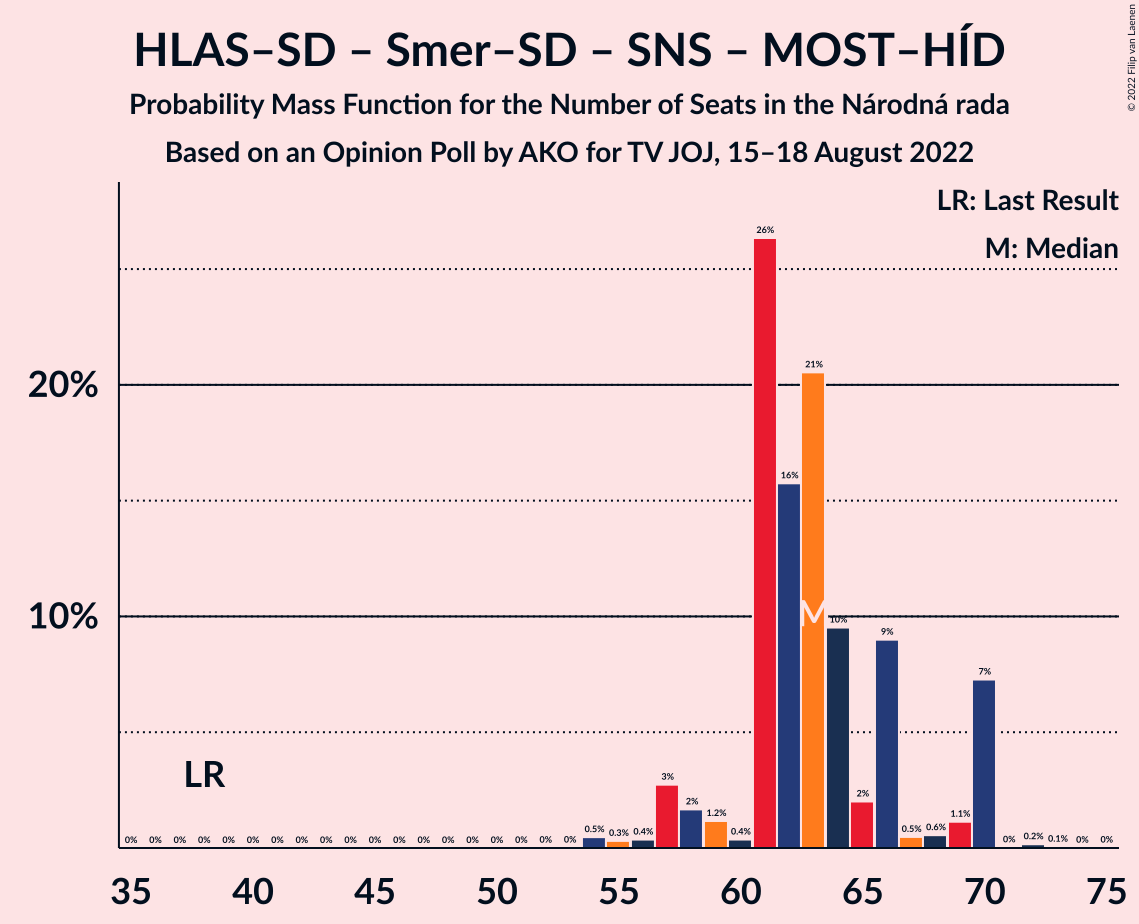 HLAS–SD – Smer–SD – SNS – MOST–HÍD
Probability Mass Function for the Number of Seats in the Národná rada
Based on an Opinion Poll by AKO for TV JOJ, 15–18 August 2022
© 2022 Filip van Laenen
LR: Last Result
M: Median
20%
10%
LR
M
0% 0% 0% 0% 0% 0% 0% 0% 0% 0% 0% 0% 0% 0% 0% 0% 0% 0% 0% 0.5% 0.3% 0.4% 3% 2% 1.2% 0.4% 26% 16% 21% 10% 2% 9% 0.5% 0.6% 1.1% 7% 0% 0.2% 0.1% 0% 0%
35 40 45 50 55 60 65 70 75